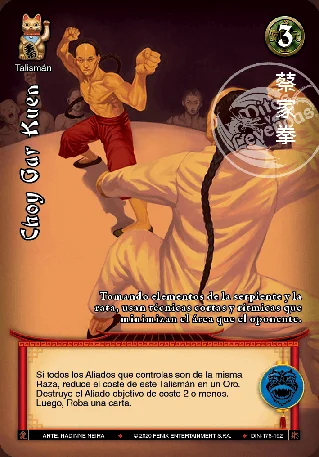 3
Talismán
Choy Gar Kuen
蔡家拳
Tomando elementos de la serpiente y la
rata, usan técnicas cortas y rítmicas que
minimizan el área que el oponente.
Si todos los Aliados que controlas son de la misma
Raza, reduce el coste de este Talismán en un Oro.
Destruye el Aliado objetivo de coste 2 o menos.
Luego, Roba una carta.
ARTE: NADINNE NEIRA
© 2020 FENIX ENTERTAINMENT S.P.A.